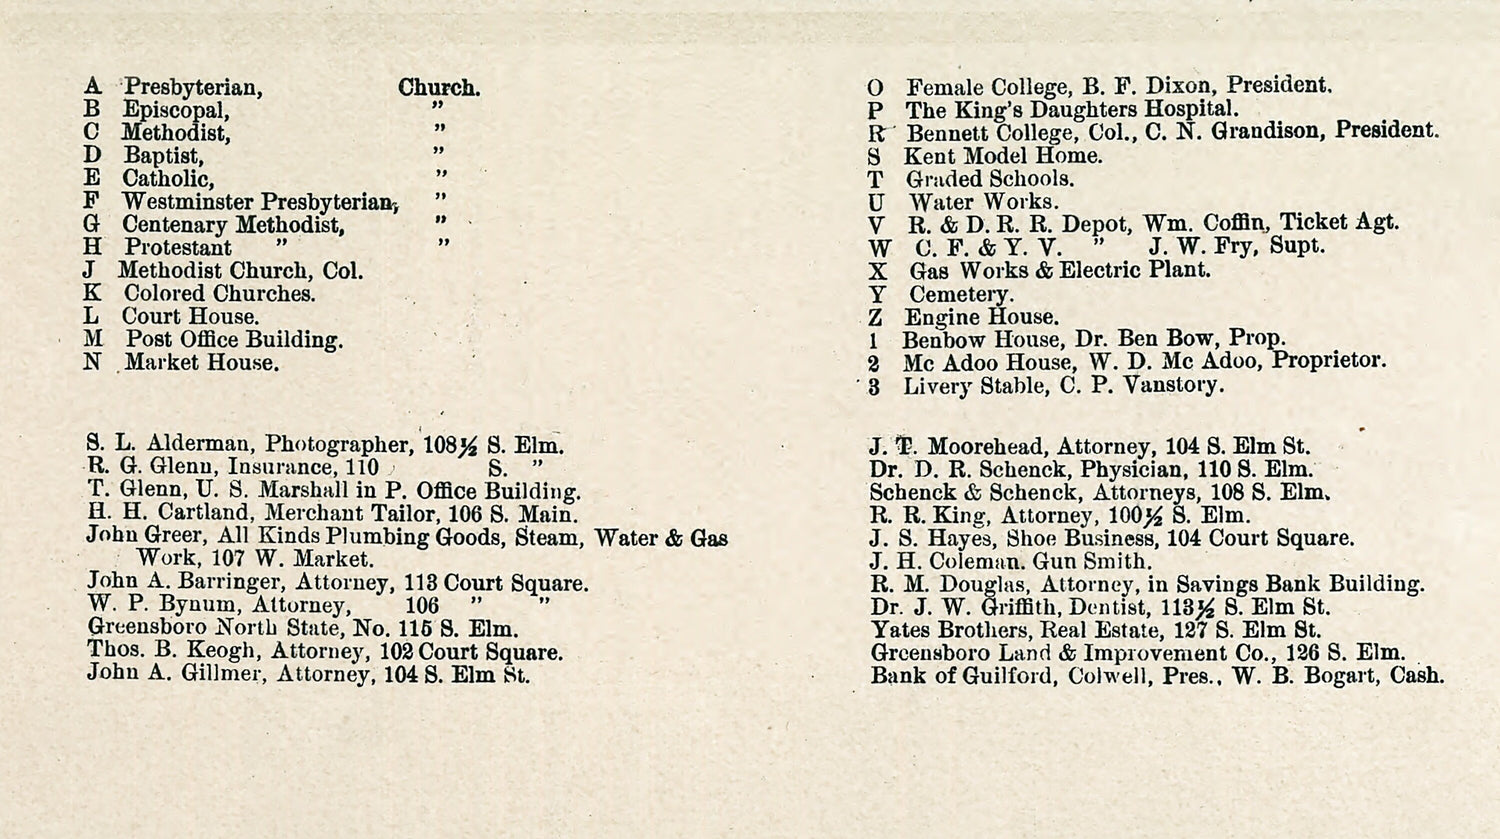 A Presbyterian, Church.
B Episcopal, "
C Methodist, "
D Baptist, "
E Catholic, "
F Westminster Presbyterian, "
G Centenary Methodist, "
H Protestant " "
J Methodist Church, Col.
K Colored Churches.
L Court House.
M Post Office Building.
N Market House.
O Female College, B. F. Dixon, President.
P The King's Daughters Hospital.
R Bennett College, Col., C. N. Grandison, President.
S Kent Model Home.
T Graded Schools.
U Water Works.
V R. & D. R. R. Depot, Wm. Coffin, Ticket Agt.
W C. F. & Y. V. " J. W. Fry, Supt.
X Gas Works & Electric Plant.
Y Cemetery.
Z Engine House.
1 Benbow House, Dr. Ben Bow, Prop.
2 Mc Adoo House, W. D. Mc Adoo, Proprietor.
3 Livery Stable, C. P. Vanstory.
S. L. Alderman, Photographer, 108½ S. Elm.
R. G. Glenn, Insurance, 110 S. "
T. Glenn, U. S. Marshall in P. Office Building.
H. H. Cartland, Merchant Tailor, 106 S. Main.
John Greer, All Kinds Plumbing Goods, Steam, Water & Gas
Work, 107 W. Market.
John A. Barringer, Attorney, 113 Court Square.
W. P. Bynum, Attorney, 106 " "
Greensboro North State, No. 115 S. Elm.
Thos. B. Keogh, Attorney, 102 Court Square.
John A. Gillmer, Attorney, 104 S. Elm St.
J. T. Moorehead, Attorney, 104 S. Elm St.
Dr. D. R. Schenck, Physician, 110 S. Elm.
Schenck & Schenck, Attorneys, 108 S. Elm.
R. R. King, Attorney, 100½ S. Elm.
J. S. Hayes, Shoe Business, 104 Court Square.
J. H. Coleman. Gun Smith.
R. M. Douglas, Attorney, in Savings Bank Building.
Dr. J. W. Griffith, Dentist, 113½ S. Elm St.
Yates Brothers, Real Estate, 127 S. Elm St.
Greensboro Land & Improvement Co., 126 S. Elm.
Bank of Guilford, Colwell, Pres., W. B. Bogart, Cash.